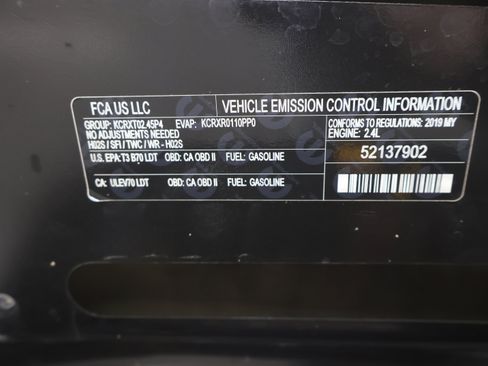 FCA US LLC VEHICLE EMISSION CONTROL INFORMATION
GROUP: KCRXT02.45P4 EVAP: KCRXR0110PP0 CONFORMS TO REGULATIONS: 2019 MY
NO ADJUSTMENTS NEEDED ENGINE: 2.4L
H02S / SFI / TWC / WR - H02S
U.S. EPA: T3 B70 LDT OBD: CA OBD II FUEL: GASOLINE 52137902
CA: ULEV70 LDT OBD: CA OBD II FUEL: GASOLINE